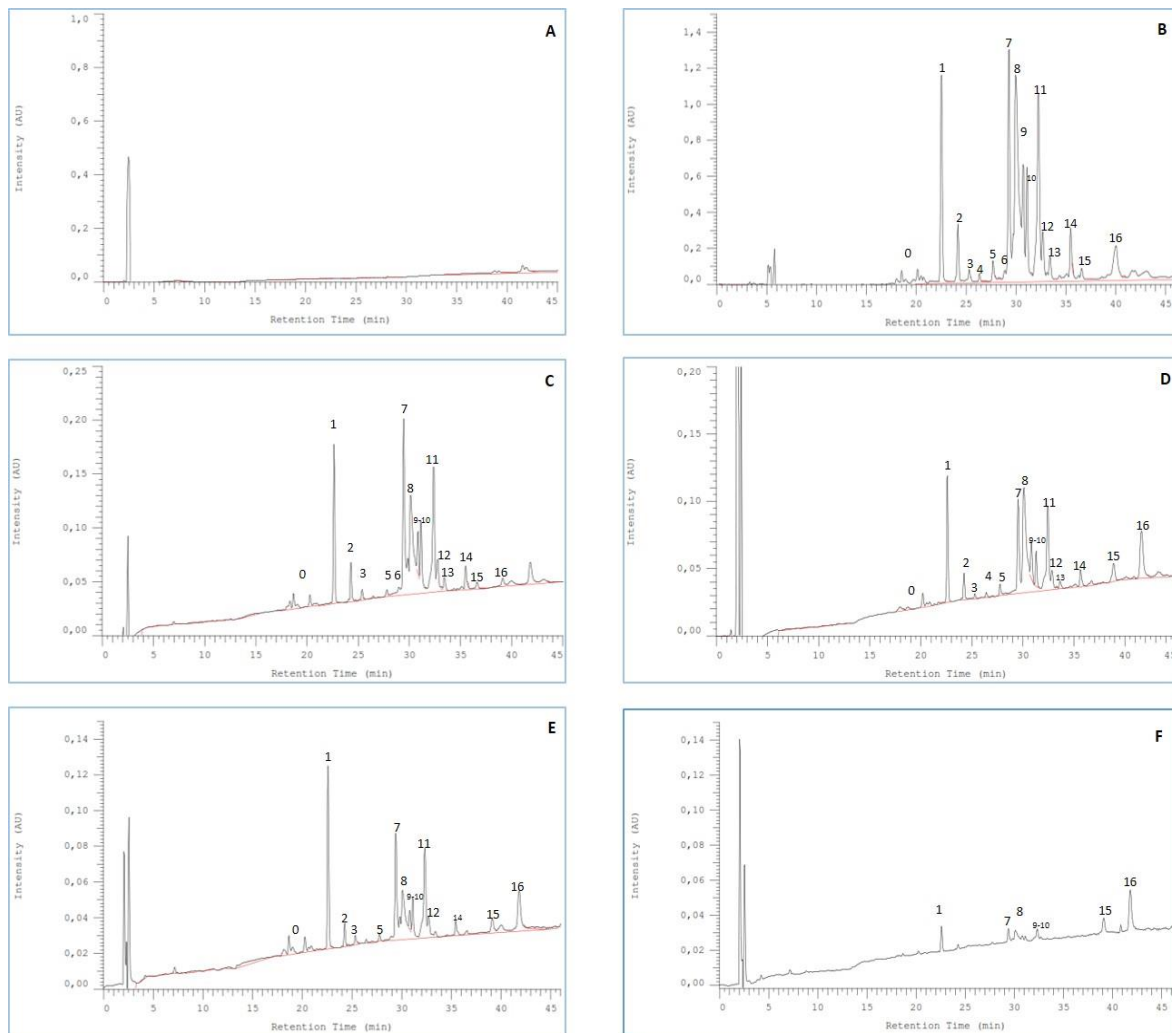 A
Intensity (AU)
1,0
0,8
0,6
0,4
0,2
0,0
0 5 10 15 20 25 30 35 40 45
Retention Time (min)
B
Intensity (AU)
1,4
1,2
1,0
0,8
0,6
0,4
0,2
0,0
0 1 2 3 4 5 6 7 8 9 10 11 12 13 14 15 16
0 5 10 15 20 25 30 35 40 45
Retention Time (min)
C
Intensity (AU)
0,25
0,20
0,15
0,10
0,05
0,00
0 1 2 3 5 6 7 8 9-10 11 12 13 14 15 16
0 5 10 15 20 25 30 35 40 45
Retention Time (min)
D
Intensity (AU)
0,20
0,15
0,10
0,05
0,00
0 1 2 3 4 5 7 8 9-10 11 12 13 14 15 16
0 5 10 15 20 25 30 35 40 45
Retention Time (min)
E
Intensity (AU)
0,14
0,12
0,10
0,08
0,06
0,04
0,02
0,00
0 1 2 3 5 7 8 9-10 11 12 14 15 16
0 5 10 15 20 25 30 35 40 45
Retention Time (min)
F
Intensity (AU)
0,14
0,12
0,10
0,08
0,06
0,04
0,02
0,00
1 7 8 9-10 15 16
0 5 10 15 20 25 30 35 40 45
Retention Time (min)